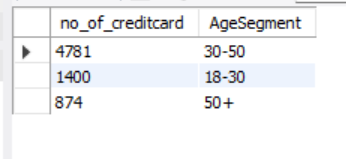 no_of_creditcard AgeSegment
4781 30-50
1400 18-30
874 50+